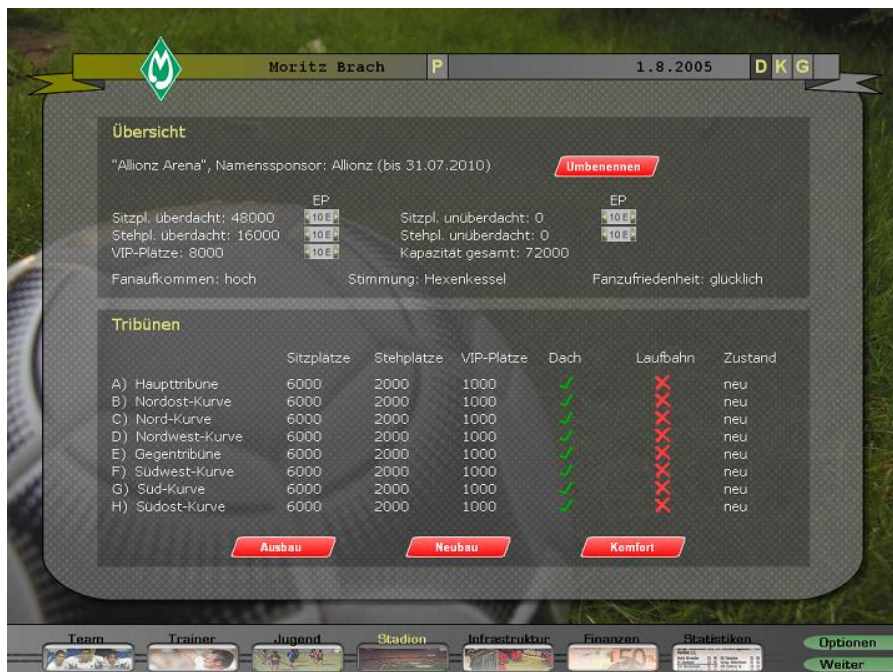 Moritz Brach P 1.8.2005 D K G
Übersicht
"Allionz Arena", Namenssponsor: Allionz (bis 31.07.2010) Umbenennen
EP EP
Sitzpl. überdacht: 48000 10 E Sitzpl. unüberdacht: 0 10 E
Stehpl. überdacht: 16000 10 E Stehpl. unüberdacht: 0 10 E
VIP-Plätze: 8000 10 E Kapazität gesamt: 72000
Fanaufkommen: hoch Stimmung: Hexenkessel Fanzufriedenheit: glücklich
Tribünen
Sitzplätze Stehplätze VIP-Plätze Dach Laufbahn Zustand
A) Haupttribüne 6000 2000 1000 neu
B) Nordost-Kurve 6000 2000 1000 neu
C) Nord-Kurve 6000 2000 1000 neu
D) Nordwest-Kurve 6000 2000 1000 neu
E) Gegentribüne 6000 2000 1000 neu
F) Südwest-Kurve 6000 2000 1000 neu
G) Süd-Kurve 6000 2000 1000 neu
H) Südost-Kurve 6000 2000 1000 neu
Ausbau Neubau Komfort
Team Trainer Jugend Stadion Infrastruktur Finanzen Statistiken Optionen
Weiter